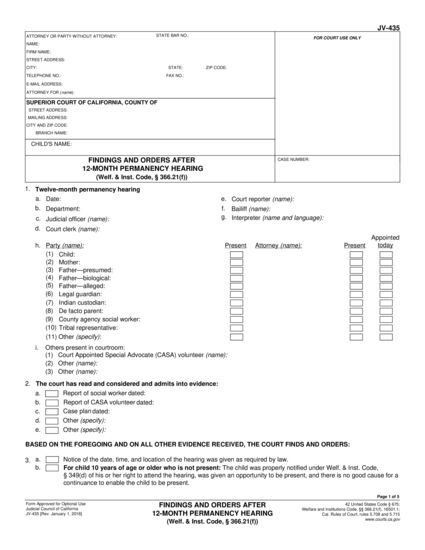 JV-435
ATTORNEY OR PARTY WITHOUT ATTORNEY: STATE BAR NO.:
FOR COURT USE ONLY
NAME:
FIRM NAME:
STREET ADDRESS:
CITY: STATE: ZIP CODE:
TELEPHONE NO.: FAX NO.:
E-MAIL ADDRESS:
ATTORNEY FOR (name):
SUPERIOR COURT OF CALIFORNIA, COUNTY OF
STREET ADDRESS:
MAILING ADDRESS:
CITY AND ZIP CODE:
BRANCH NAME:
CHILD'S NAME:
FINDINGS AND ORDERS AFTER
12-MONTH PERMANENCY HEARING
(Welf. & Inst. Code, § 366.21(f))
CASE NUMBER:
1. Twelve-month permanency hearing
a. Date:
b. Department:
c. Judicial officer (name):
d. Court clerk (name):
e. Court reporter (name):
f. Bailiff (name):
g. Interpreter (name and language):
h. Party (name): Present Attorney (name): Present Appointed today
(1) Child:
(2) Mother:
(3) Father—presumed:
(4) Father—biological:
(5) Father—alleged:
(6) Legal guardian:
(7) Indian custodian:
(8) De facto parent:
(9) County agency social worker:
(10) Tribal representative:
(11) Other (specify):
i. Others present in courtroom:
(1) Court Appointed Special Advocate (CASA) volunteer (name):
(2) Other (name):
(3) Other (name):
2. The court has read and considered and admits into evidence:
a. Report of social worker dated:
b. Report of CASA volunteer dated:
c. Case plan dated:
d. Other (specify):
e. Other (specify):
BASED ON THE FOREGOING AND ON ALL OTHER EVIDENCE RECEIVED, THE COURT FINDS AND ORDERS:
3. a. Notice of the date, time, and location of the hearing was given as required by law.
b. For child 10 years of age or older who is not present: The child was properly notified under Welf. & Inst. Code,
§ 349(d) of his or her right to attend the hearing, was given an opportunity to be present, and there is no good cause for a
continuance to enable the child to be present.
Page 1 of 5
Form Approved for Optional Use
Judicial Council of California
JV-435 [Rev. January 1, 2016]
FINDINGS AND ORDERS AFTER
12-MONTH PERMANENCY HEARING
(Welf. & Inst. Code, § 366.21(f))
42 United States Code § 675;
Welfare and Institutions Code, §§ 366.21(f), 16501.1;
Cal. Rules of Court, rules 5.708 and 5.715
www.courts.ca.gov